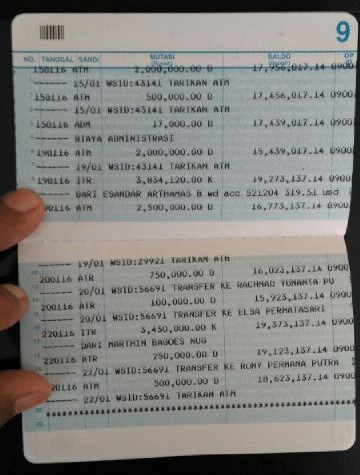 9
NO. TANGGAL SANDI MUTASI SALDO OP
150116 ATM 2,000,000.00 D 17,956,017.14 0900
------ 15/01 WSID:43141 TARIKAN ATM
150116 ATM 500,000.00 D 17,456,017.14 0900
------ 15/01 WSID:43141 TARIKAN ATM
150116 ADM 17,000.00 D 17,439,017.14 0900
BIAYA ADMINISTRASI
190116 ATM 2,000,000.00 D 15,439,017.14 0900
------ 19/01 WSID:43141 TARIKAN ATM
190116 ITR 3,834,120.00 K 19,273,137.14 0900
------ DARI ESANDAR ARTHAMAS B wd acc 521204 319.51 usd
90116 ATM 2,500,000.00 D 16,773,137.14 0900
------ 19/01 WSID:29921 TARIKAN ATM
200116 ATR 750,000.00 D 16,023,137.14 0900
------ 20/01 WSID:56691 TRANSFER KE RACHMAD YUNANTA PU
200116 ATR 100,000.00 D 15,923,137.14 0900
------ 20/01 WSID:56691 TRANSFER KE ELSA PERMATASARI
220116 ITR 3,450,000.00 K 19,373,137.14 0900
------ DARI MARTHIN BAGOES NUG
220116 ATR 250,000.00 D 19,123,137.14 0900
------ 22/01 WSID:56691 TRANSFER KE RONY PERMANA PUTRA
20116 ATM 500,000.00 D 18,623,137.14 0900
------ 22/01 WSID:56691 TARIKAN ATM